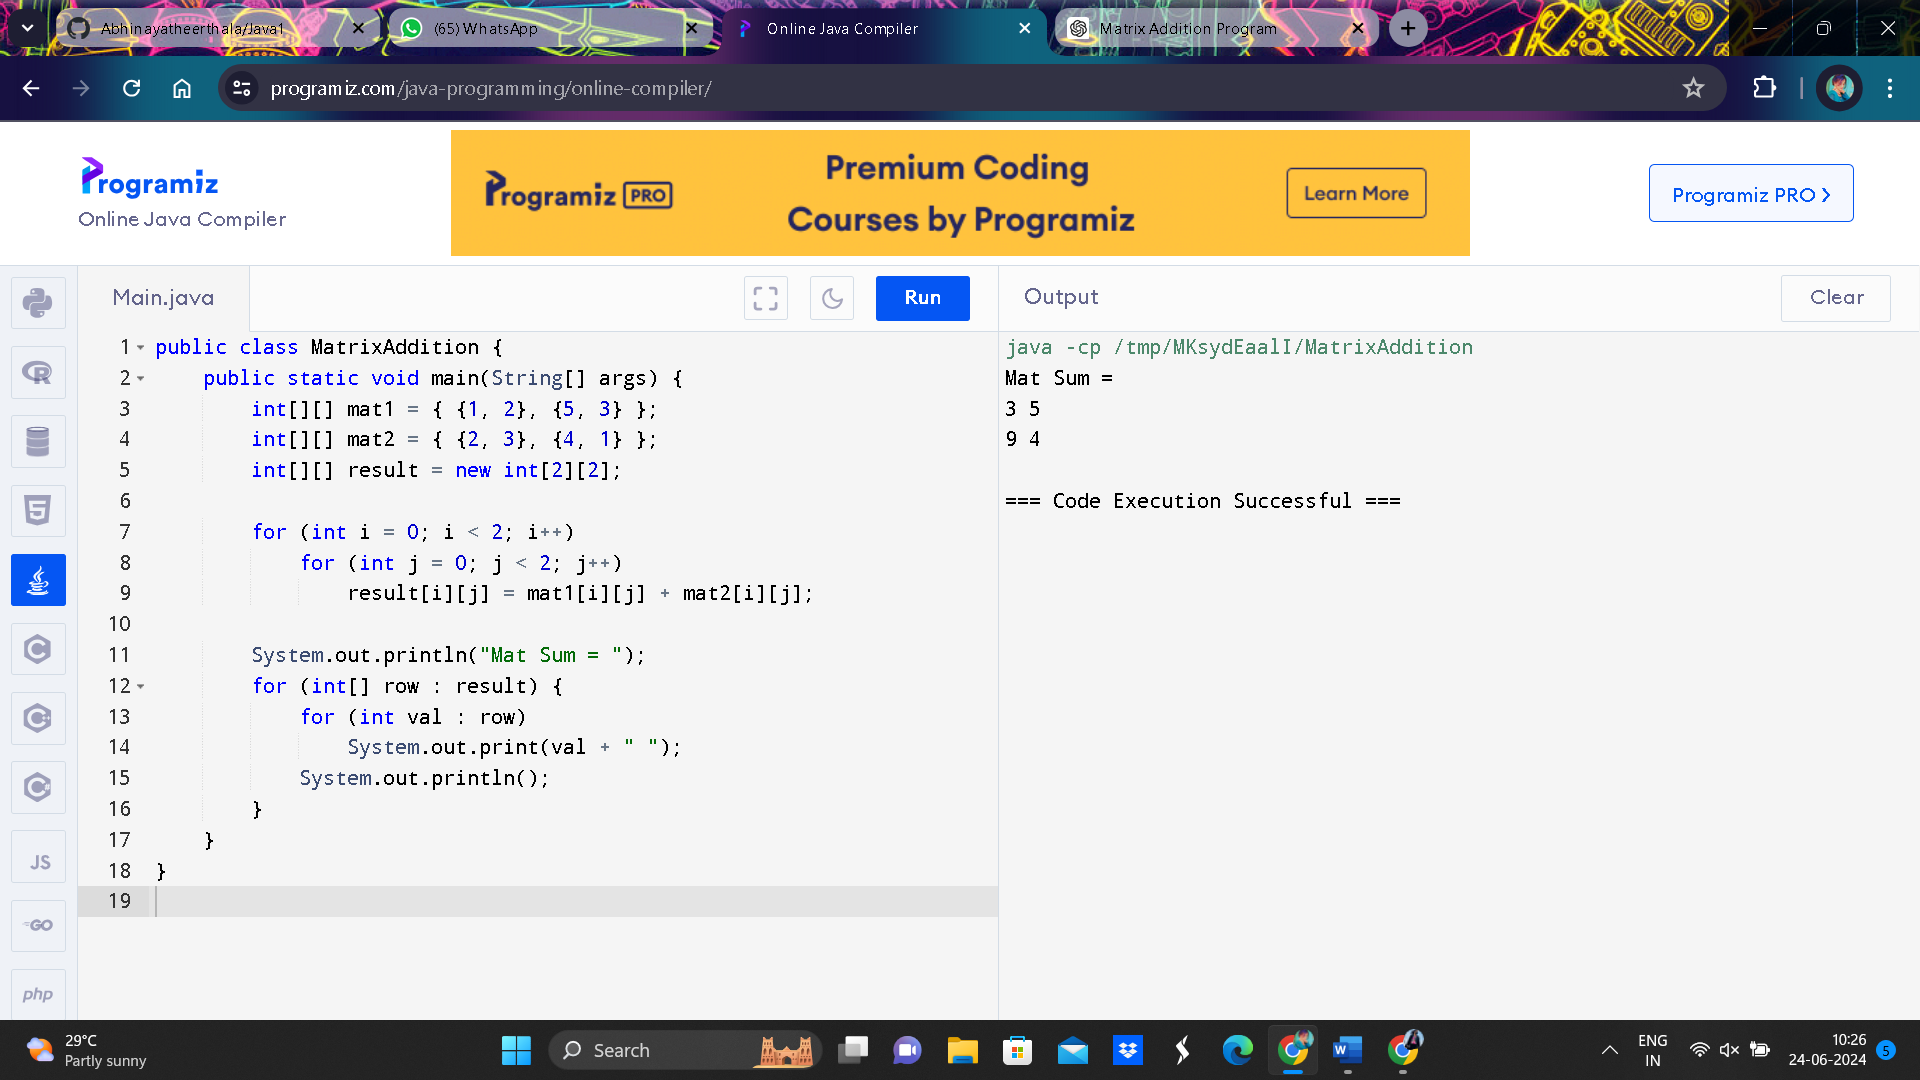 Abhinayatheerthala/Java1
(65) WhatsApp
Online Java Compiler
Matrix Addition Program
programiz.com/java-programming/online-compiler/
Programiz
Online Java Compiler
Programiz PRO
Premium Coding
Courses by Programiz
Learn More
Programiz PRO
Main.java
Run
Output
Clear
1 public class MatrixAddition {
2     public static void main(String[] args) {
3         int[][] mat1 = { {1, 2}, {5, 3} };
4         int[][] mat2 = { {2, 3}, {4, 1} };
5         int[][] result = new int[2][2];
6
7         for (int i = 0; i < 2; i++)
8             for (int j = 0; j < 2; j++)
9                 result[i][j] = mat1[i][j] + mat2[i][j];
10
11         System.out.println("Mat Sum = ");
12         for (int[] row : result) {
13             for (int val : row)
14                 System.out.print(val + " ");
15             System.out.println();
16         }
17     }
18 }
19
java -cp /tmp/MKsydEaalI/MatrixAddition
Mat Sum =
3 5
9 4
=== Code Execution Successful ===
R
5
C
C
C
JS
GO
php
29°C
Partly sunny
Search
W
ENG
IN
10:26
24-06-2024
5